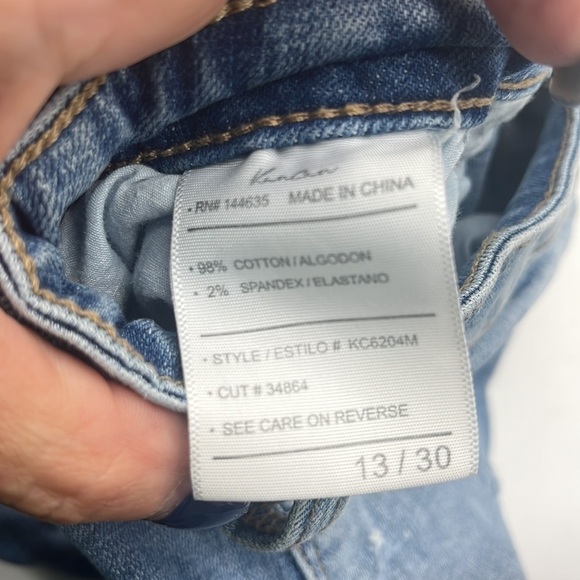 KanCan
• RN# 144635 MADE IN CHINA
• 98% COTTON / ALGODON
• 2% SPANDEX / ELASTANO
• STYLE / ESTILO # KC6204M
• CUT # 34864
• SEE CARE ON REVERSE
13 / 30